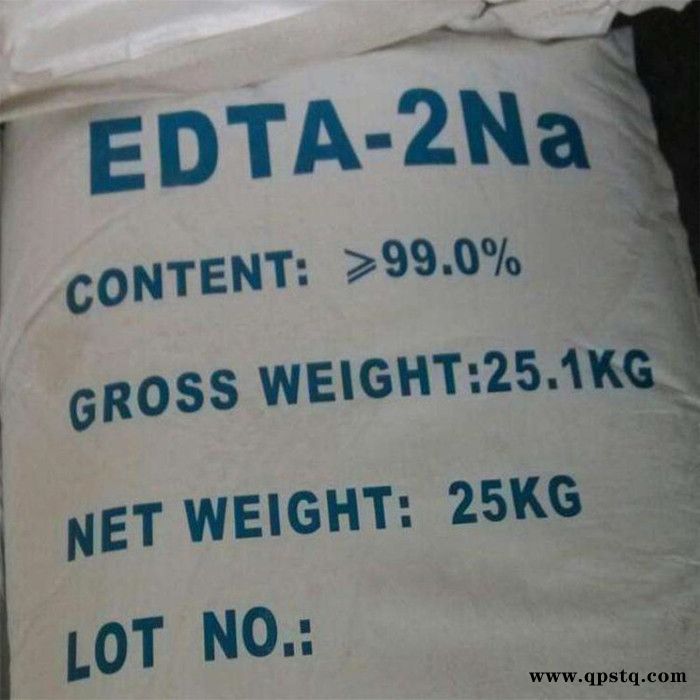 EDTA-2Na
CONTENT: ⩾99.0%
GROSS WEIGHT:25.1KG
NET WEIGHT: 25KG
LOT NO.:
www.qpstq.com